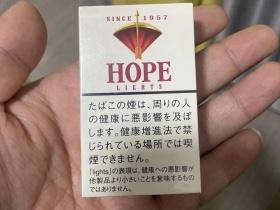 SINCE 1957
HOPE
LIGHTS
たばこの煙は、周りの人
の健康に悪影響を及ぼ
します。健康増進法で禁
じられている場所では喫
煙できません。
「lights」の表現は、健康への悪影響が
他製品より小さいことを意味するもの
ではありません。